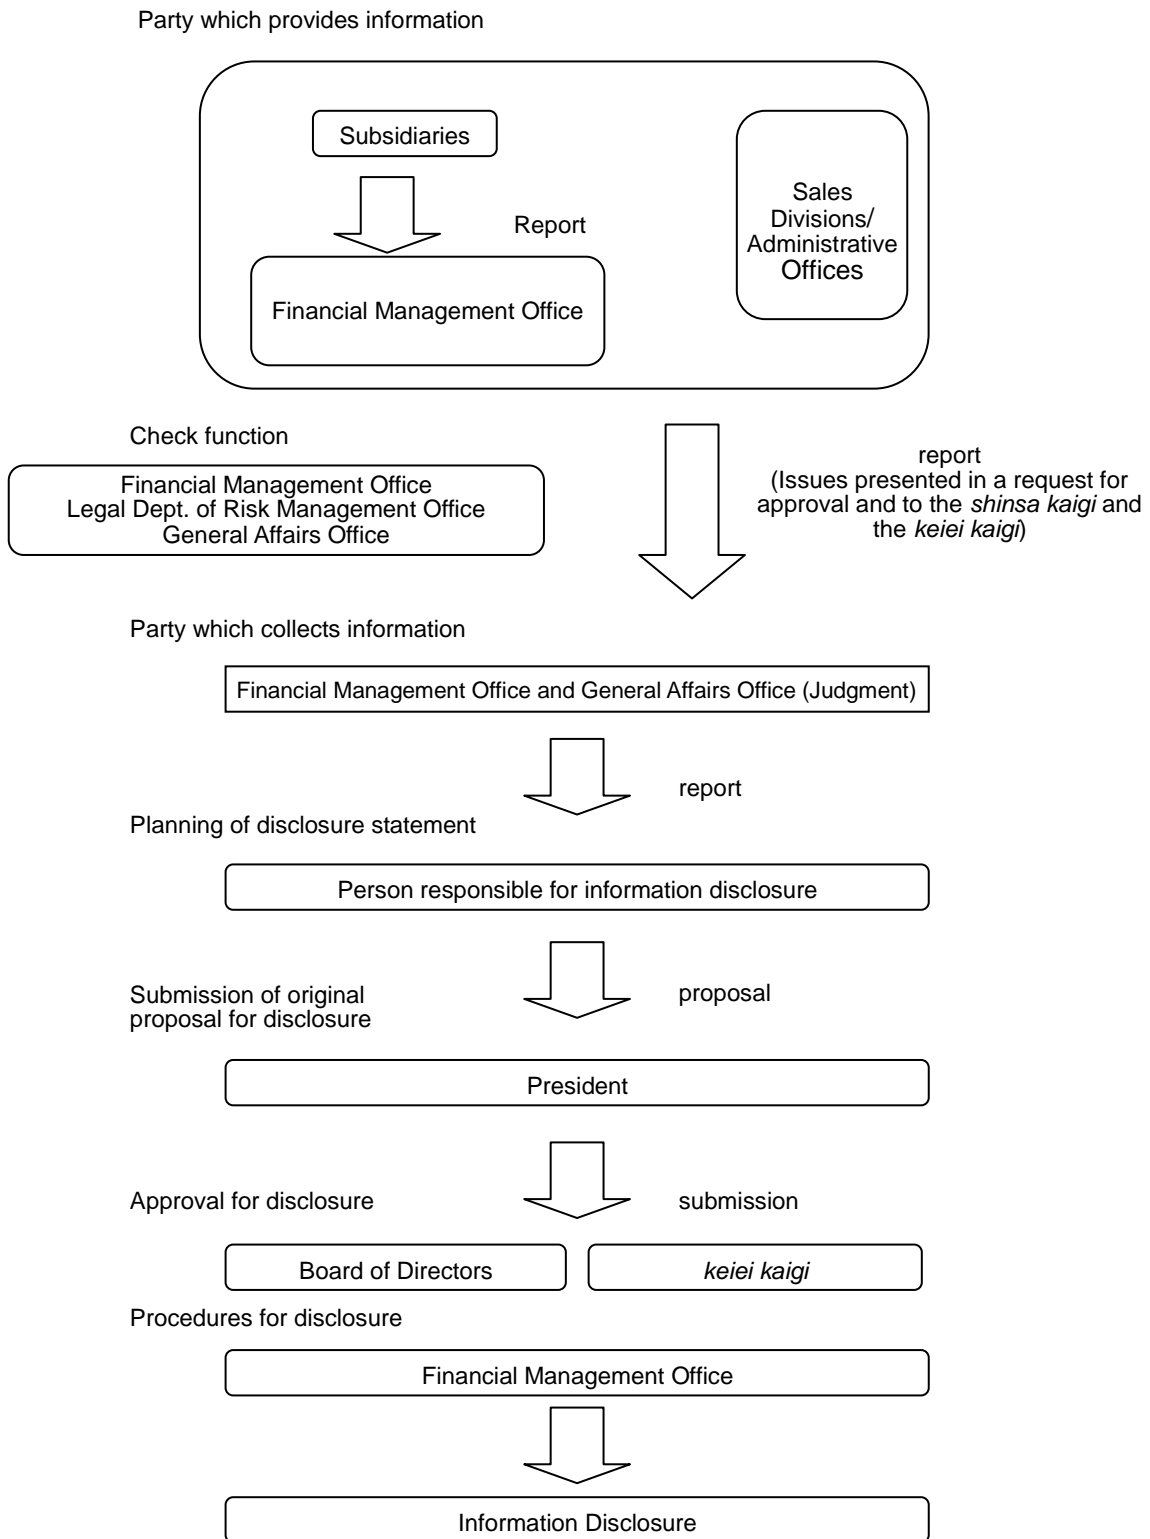 Party which provides information
Subsidiaries
Report
Financial Management Office
Sales
Divisions/
Administrative
Offices
Check function
Financial Management Office
Legal Dept. of Risk Management Office
General Affairs Office
report
(Issues presented in a request for
approval and to the shinsa kaigi and
the keiei kaigi)
Party which collects information
Financial Management Office and General Affairs Office (Judgment)
report
Planning of disclosure statement
Person responsible for information disclosure
Submission of original
proposal for disclosure
proposal
President
Approval for disclosure
submission
Board of Directors
keiei kaigi
Procedures for disclosure
Financial Management Office
Information Disclosure